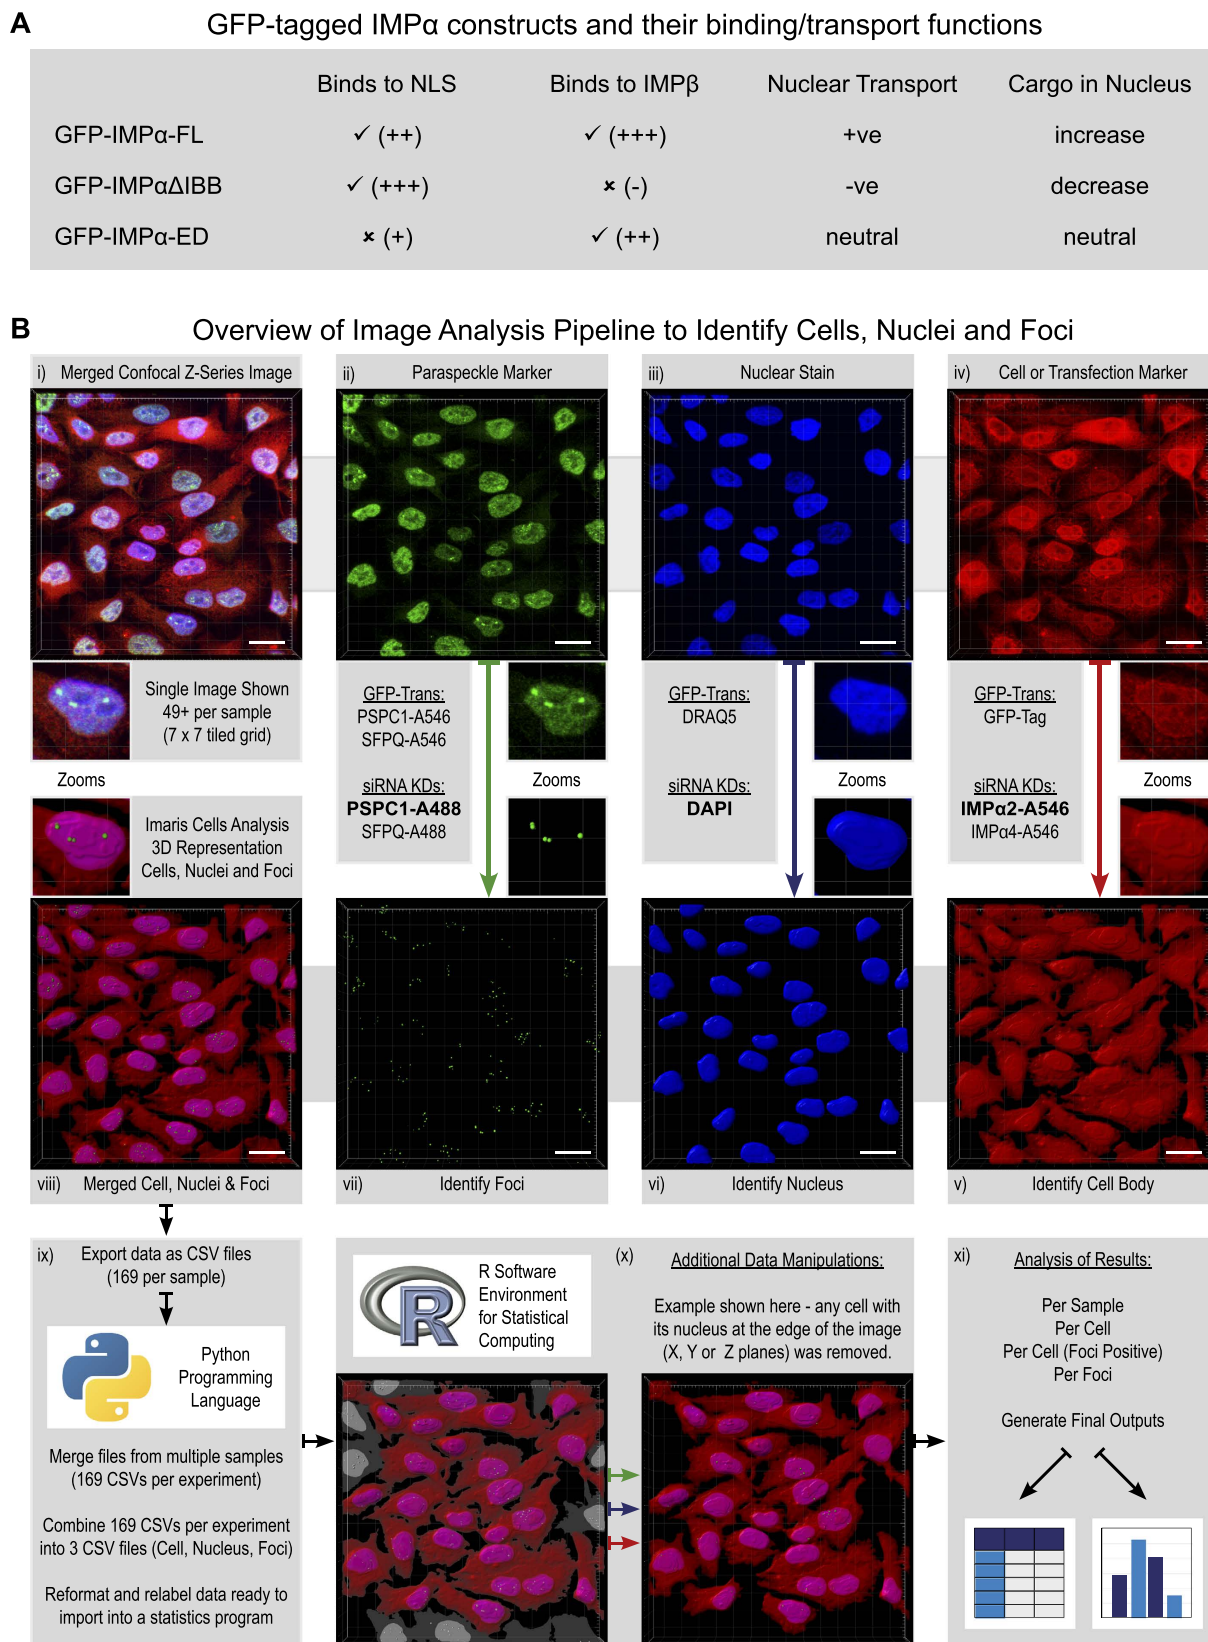 A
GFP-tagged IMPα constructs and their binding/transport functions
Binds to NLS Binds to IMPβ Nuclear Transport Cargo in Nucleus
GFP-IMPα-FL ✓ (++) ✓ (+++) +ve increase
GFP-IMPαΔIBB ✓ (+++) ✗ (-) -ve decrease
GFP-IMPα-ED ✗ (+) ✓ (++) neutral neutral
B
Overview of Image Analysis Pipeline to Identify Cells, Nuclei and Foci
i) Merged Confocal Z-Series Image
ii) Paraspeckle Marker
iii) Nuclear Stain
iv) Cell or Transfection Marker
Single Image Shown
49+ per sample
(7 x 7 tiled grid)
Zooms
Imaris Cells Analysis
3D Representation
Cells, Nuclei and Foci
GFP-Trans:
PSPC1-A546
SFPQ-A546
siRNA KDs:
PSPC1-A488
SFPQ-A488
Zooms
GFP-Trans:
DRAQ5
siRNA KDs:
DAPI
Zooms
GFP-Trans:
GFP-Tag
siRNA KDs:
IMPα2-A546
IMPα4-A546
Zooms
viii) Merged Cell, Nuclei & Foci
vii) Identify Foci
vi) Identify Nucleus
v) Identify Cell Body
ix) Export data as CSV files
(169 per sample)
Python
Programming
Language
Merge files from multiple samples
(169 CSVs per experiment)
Combine 169 CSVs per experiment
into 3 CSV files (Cell, Nucleus, Foci)
Reformat and relabel data ready to
import into a statistics program
R
R Software
Environment
for Statistical
Computing
(x) Additional Data Manipulations:
Example shown here - any cell with
its nucleus at the edge of the image
(X, Y or Z planes) was removed.
xi) Analysis of Results:
Per Sample
Per Cell
Per Cell (Foci Positive)
Per Foci
Generate Final Outputs